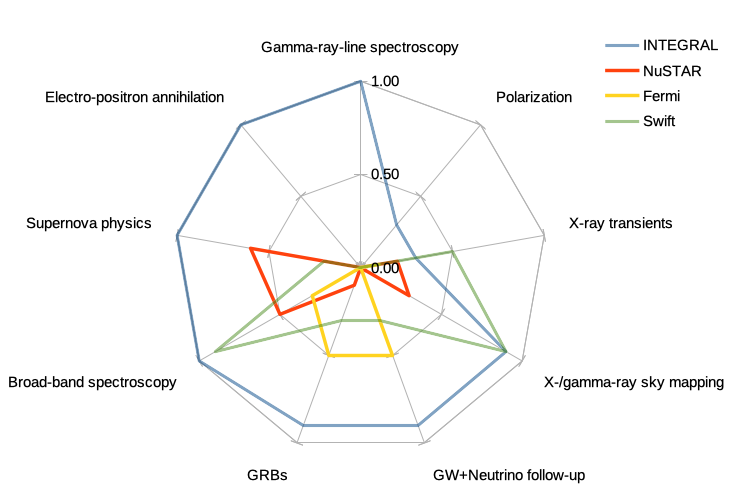 Gamma-ray-line spectroscopy
INTEGRAL
NuSTAR
Fermi
Swift
1.00
Electro-positron annihilation
Polarization
0.50
Supernova physics
X-ray transients
0.00
Broad-band spectroscopy
X-/gamma-ray sky mapping
GRBs
GW+Neutrino follow-up